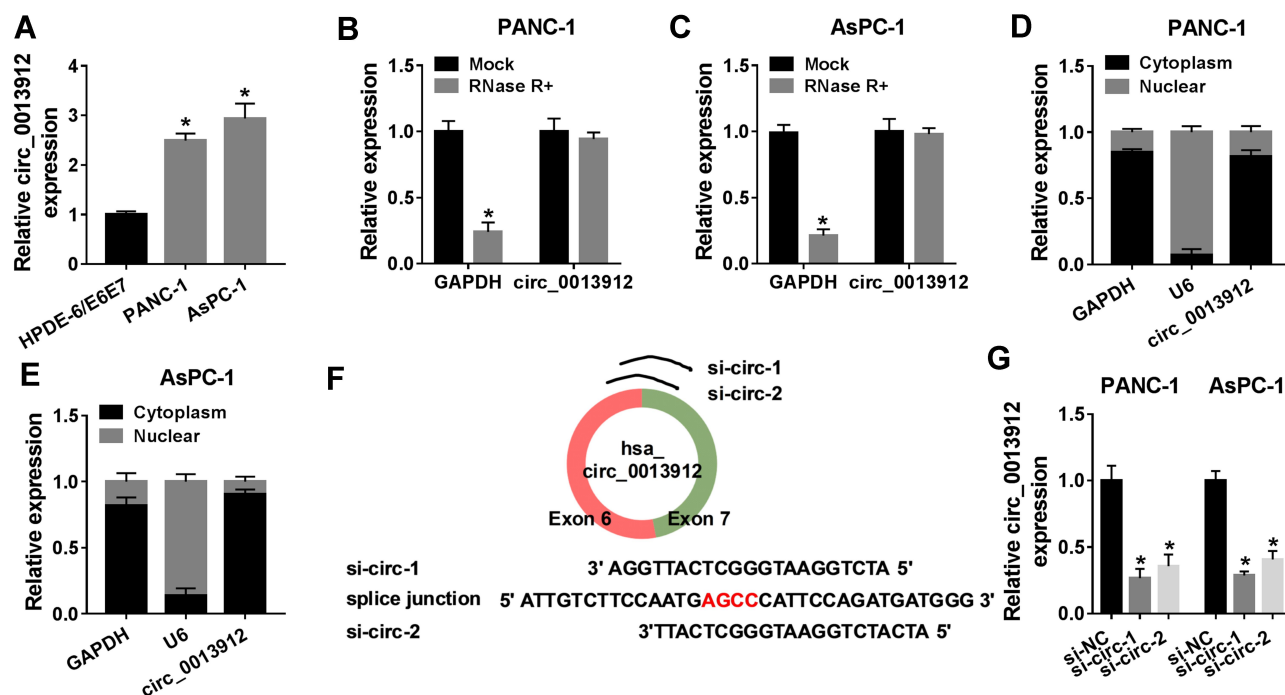 A
Relative circ_0013912
expression
4
3
2
1
0
HPDE-6/E6E7
PANC-1
AsPC-1
*
*
B
PANC-1
Relative expression
1.5
1.0
0.5
0.0
Mock
RNase R+
*
GAPDH
circ_0013912
C
AsPC-1
Relative expression
1.5
1.0
0.5
0.0
Mock
RNase R+
*
GAPDH
circ_0013912
D
PANC-1
Relative expression
1.5
1.0
0.5
0.0
Cytoplasm
Nuclear
GAPDH
U6
circ_0013912
E
AsPC-1
Relative expression
1.5
1.0
0.5
0.0
Cytoplasm
Nuclear
GAPDH
U6
circ_0013912
F
si-circ-1
si-circ-2
hsa_
circ_0013912
Exon 6
Exon 7
si-circ-1 3' AGGTTACTCGGGTAAGGTCTA 5'
splice junction 5' ATTGTCTTCCAATGAGCCCATTCCAGATGATGGG 3'
si-circ-2 3'TTACTCGGGTAAGGTCTACTA 5'
G
PANC-1
AsPC-1
Relative circ_0013912
expression
1.5
1.0
0.5
0.0
*
*
*
*
si-NC
si-circ-1
si-circ-2
si-NC
si-circ-1
si-circ-2